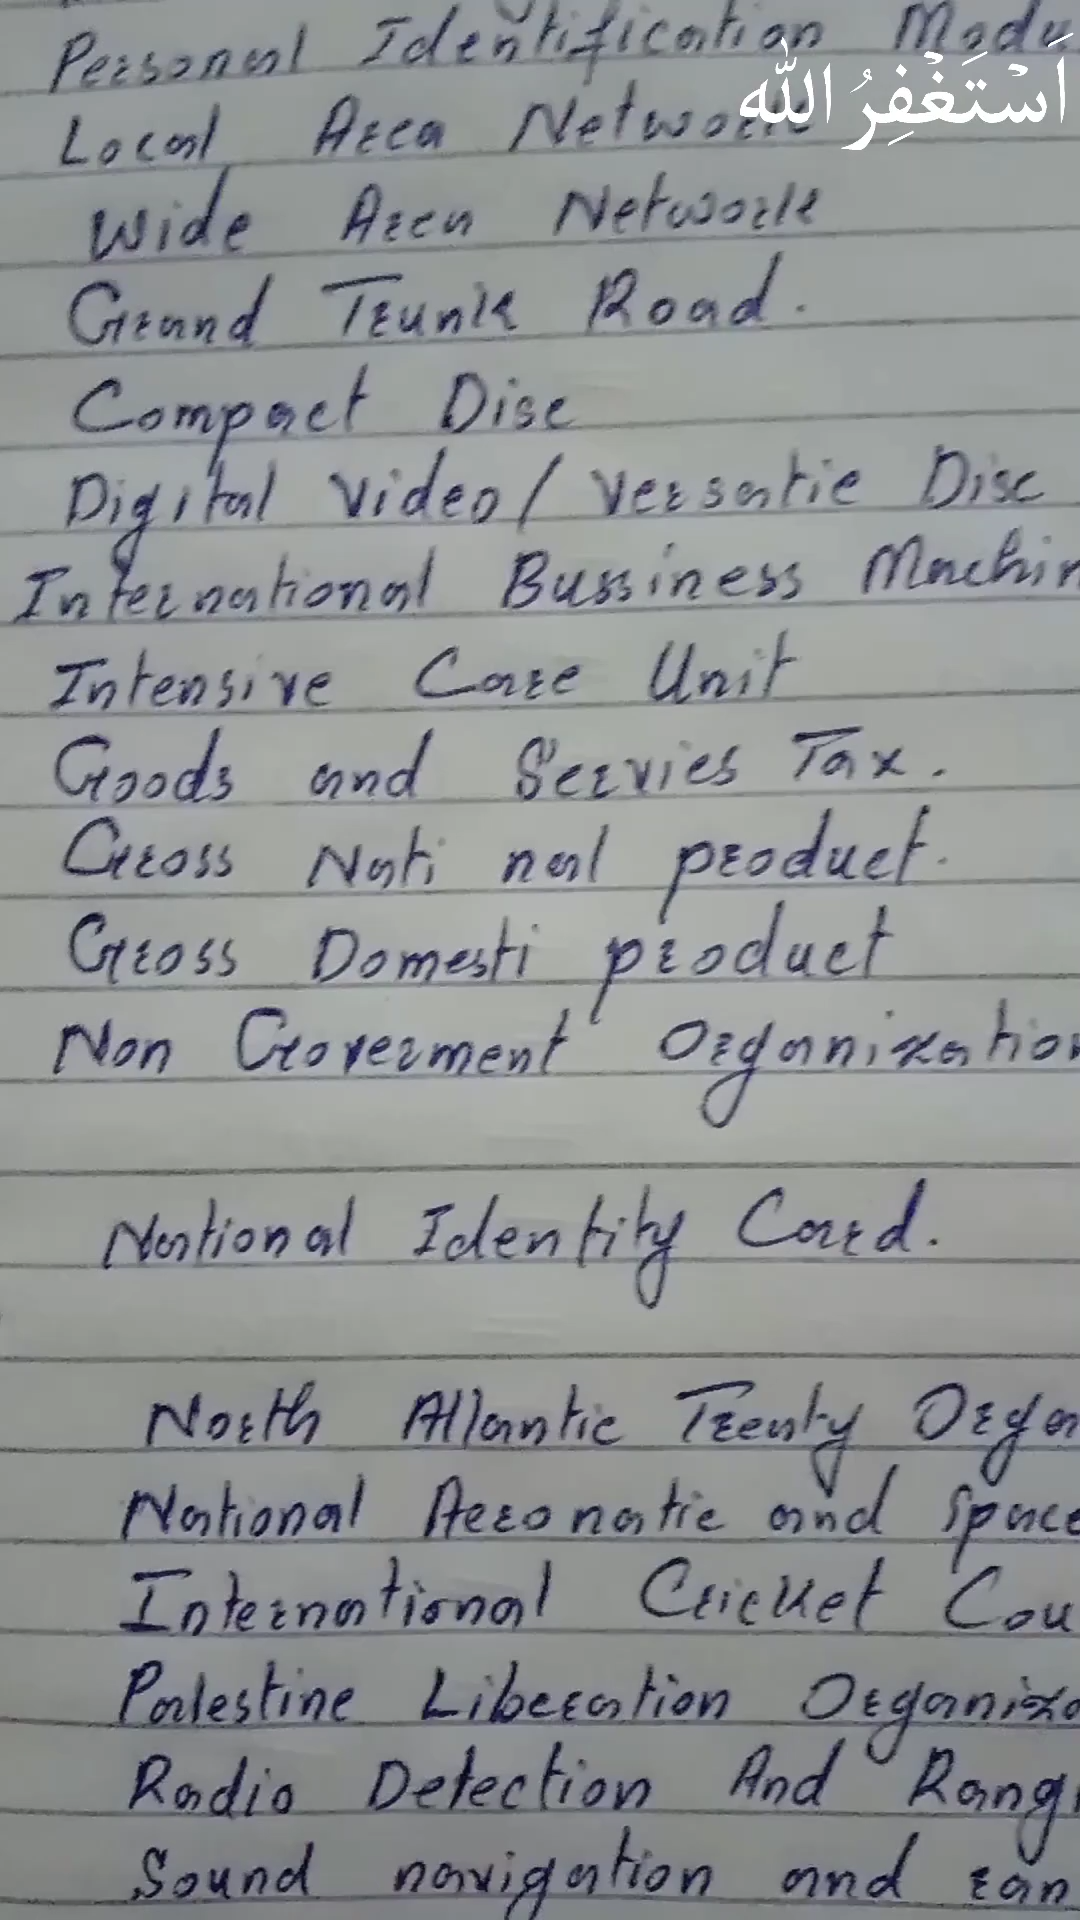 Personal Identification Modu
اَسْتَغْفِرُ اللّٰه
Local Area Network
Wide Area Network
Grand Trunk Road.
Compact Disc
Digital Video/Versatie Disc
International Bussiness Machin
Intensive Care Unit
Goods and Servies Tax.
Gross Nati nal product.
Gross Domesti product
Non Goverment Organization
National Identity Card.
North Atlantic Treaty Orga
National Aeronatic and Space
International Cricket Cou
Palestine Liberation Organiza
Radio Detection And Rangi
Sound navigation and ran